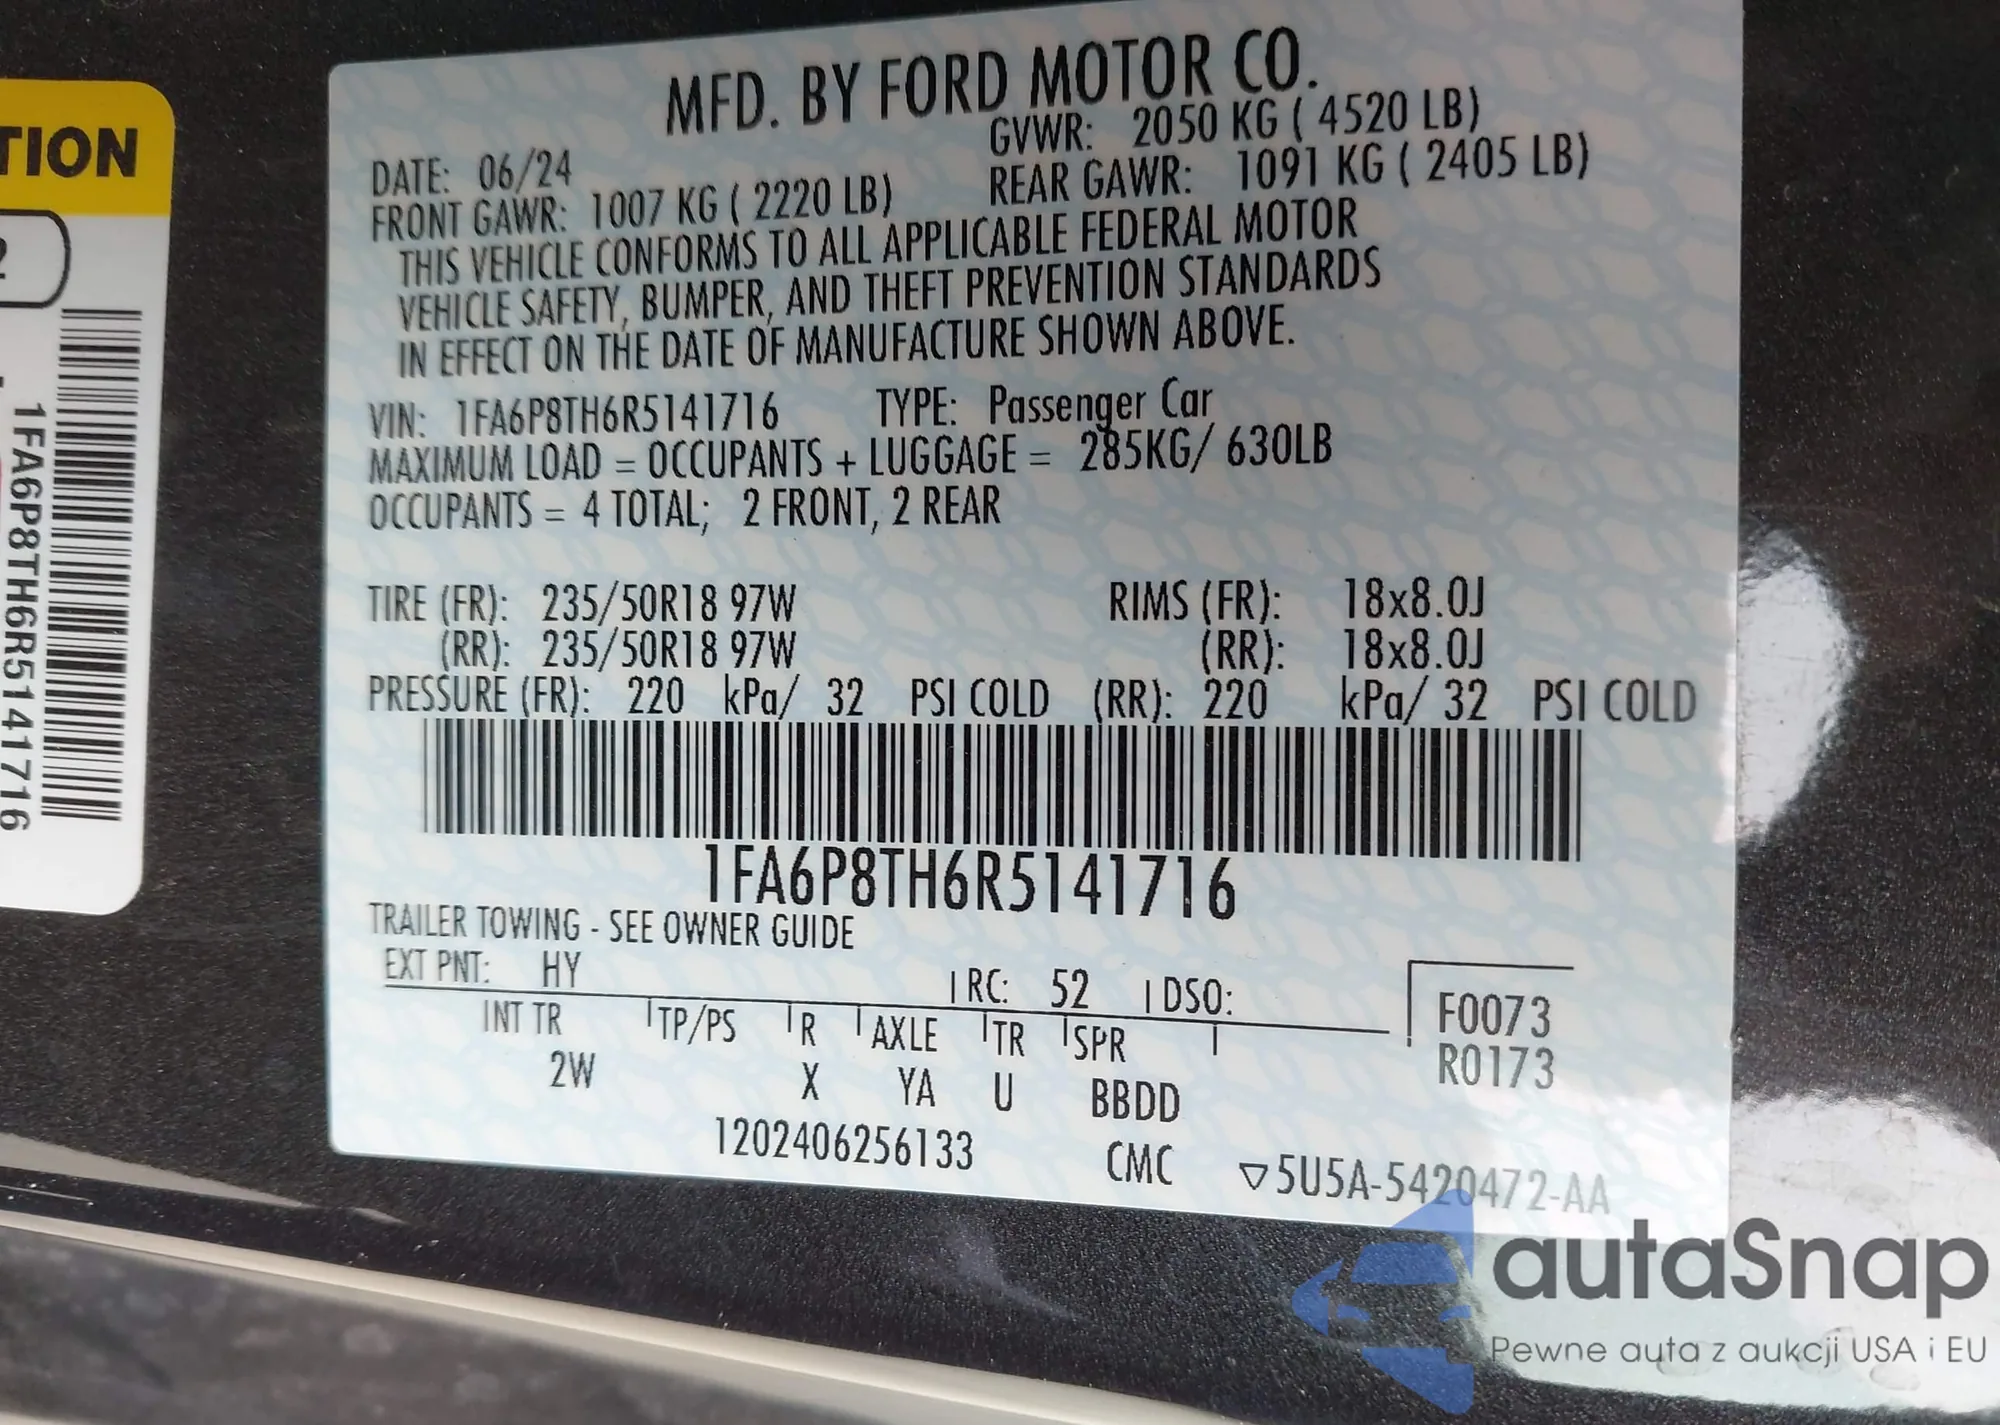 TION
2
1FA6P8TH6R5141716
MFD. BY FORD MOTOR CO.
DATE: 06/24 GVWR: 2050 KG ( 4520 LB)
FRONT GAWR: 1007 KG ( 2220 LB) REAR GAWR: 1091 KG ( 2405 LB)
THIS VEHICLE CONFORMS TO ALL APPLICABLE FEDERAL MOTOR
VEHICLE SAFETY, BUMPER, AND THEFT PREVENTION STANDARDS
IN EFFECT ON THE DATE OF MANUFACTURE SHOWN ABOVE.
VIN: 1FA6P8TH6R5141716 TYPE: Passenger Car
MAXIMUM LOAD = OCCUPANTS + LUGGAGE = 285KG/ 630LB
OCCUPANTS = 4 TOTAL; 2 FRONT, 2 REAR
TIRE (FR): 235/50R18 97W RIMS (FR): 18x8.0J
(RR): 235/50R18 97W (RR): 18x8.0J
PRESSURE (FR): 220 kPa/ 32 PSI COLD (RR): 220 kPa/ 32 PSI COLD
1FA6P8TH6R5141716
TRAILER TOWING - SEE OWNER GUIDE
EXT PNT: HY RC: 52 DSO:
INT TR TP/PS R AXLE TR SPR F0073
2W X YA U BBDD R0173
1202406256133 CMC ▽5U5A-5420472-AA
autaSnap
Pewne auta z aukcji USA i EU